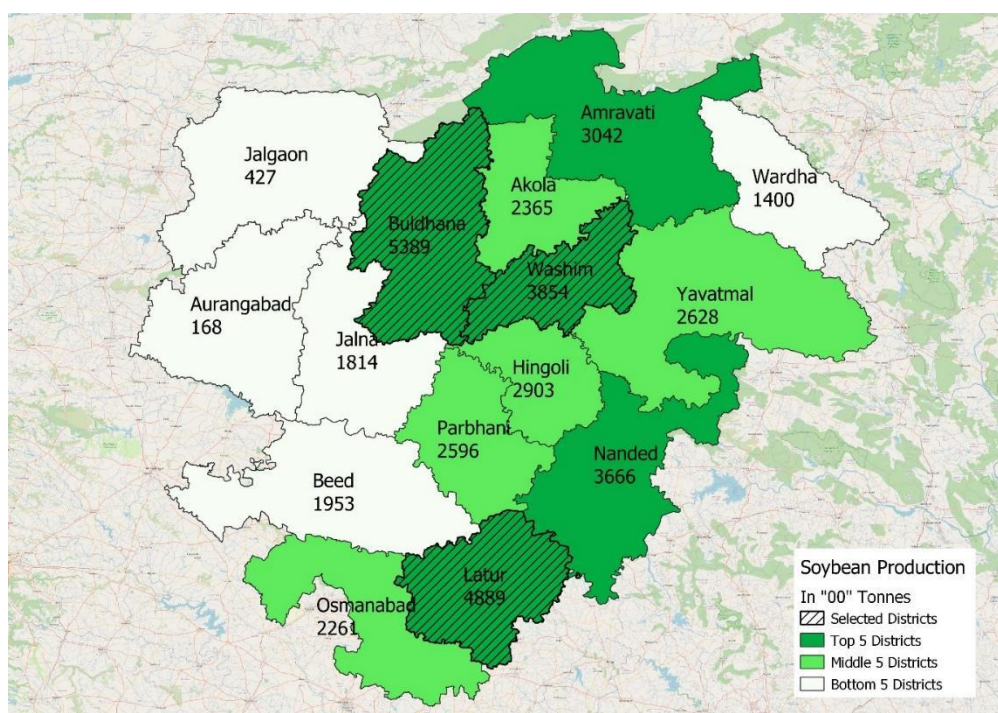 Amravati
3042
Jalgaon
427
Wardha
1400
Akola
2365
Buldhana
5389
Washim
3854
Yavatmal
2628
Aurangabad
168
Jalna
1814
Hingoli
2903
Parbhani
2596
Nanded
3666
Beed
1953
Latur
4889
Osmanabad
2261
Soybean Production
In "00" Tonnes
Selected Districts
Top 5 Districts
Middle 5 Districts
Bottom 5 Districts